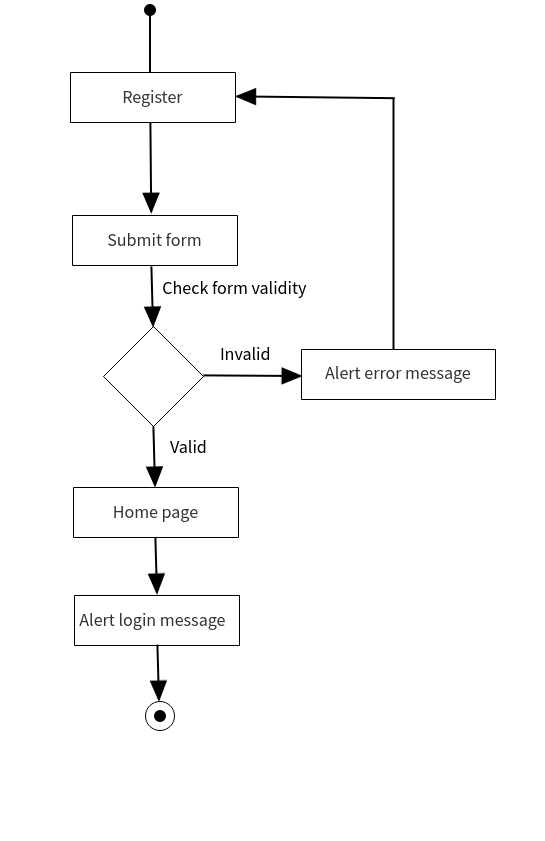 Register
Submit form
Check form validity
Invalid
Alert error message
Valid
Home page
Alert login message